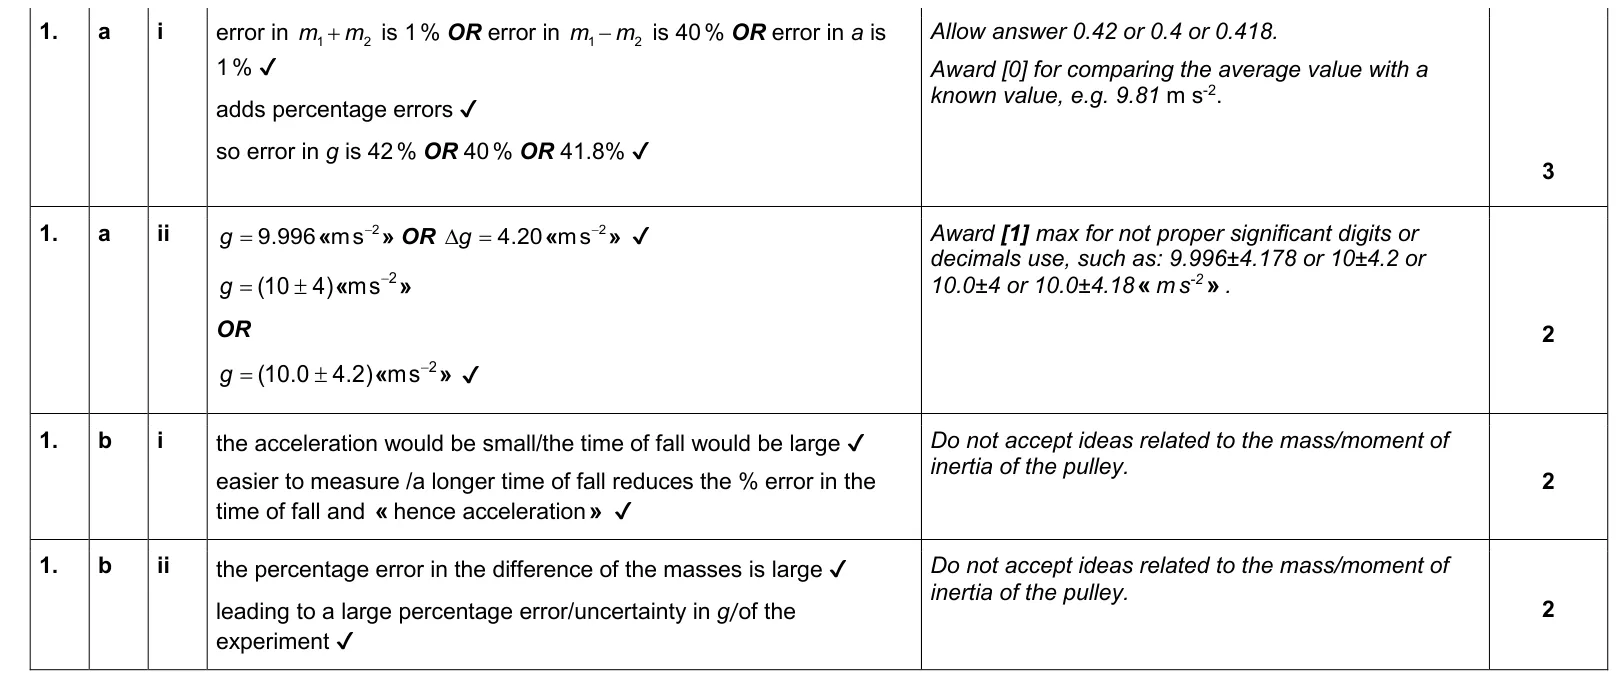 1. a i error in m₁ + m₂ is 1 % OR error in m₁ − m₂ is 40 % OR error in a is
1 % ✓
adds percentage errors ✓
so error in g is 42 % OR 40 % OR 41.8% ✓
Allow answer 0.42 or 0.4 or 0.418.
Award [0] for comparing the average value with a
known value, e.g. 9.81 m s⁻².
3
1. a ii g = 9.996 «m s⁻²» OR Δg = 4.20 «m s⁻²» ✓
g = (10 ± 4) «m s⁻²»
OR
g = (10.0 ± 4.2) «m s⁻²» ✓
Award [1] max for not proper significant digits or
decimals use, such as: 9.996±4.178 or 10±4.2 or
10.0±4 or 10.0±4.18 « m s⁻² » .
2
1. b i the acceleration would be small/the time of fall would be large ✓
easier to measure /a longer time of fall reduces the % error in the
time of fall and « hence acceleration » ✓
Do not accept ideas related to the mass/moment of
inertia of the pulley.
2
1. b ii the percentage error in the difference of the masses is large ✓
leading to a large percentage error/uncertainty in g/of the
experiment ✓
Do not accept ideas related to the mass/moment of
inertia of the pulley.
2